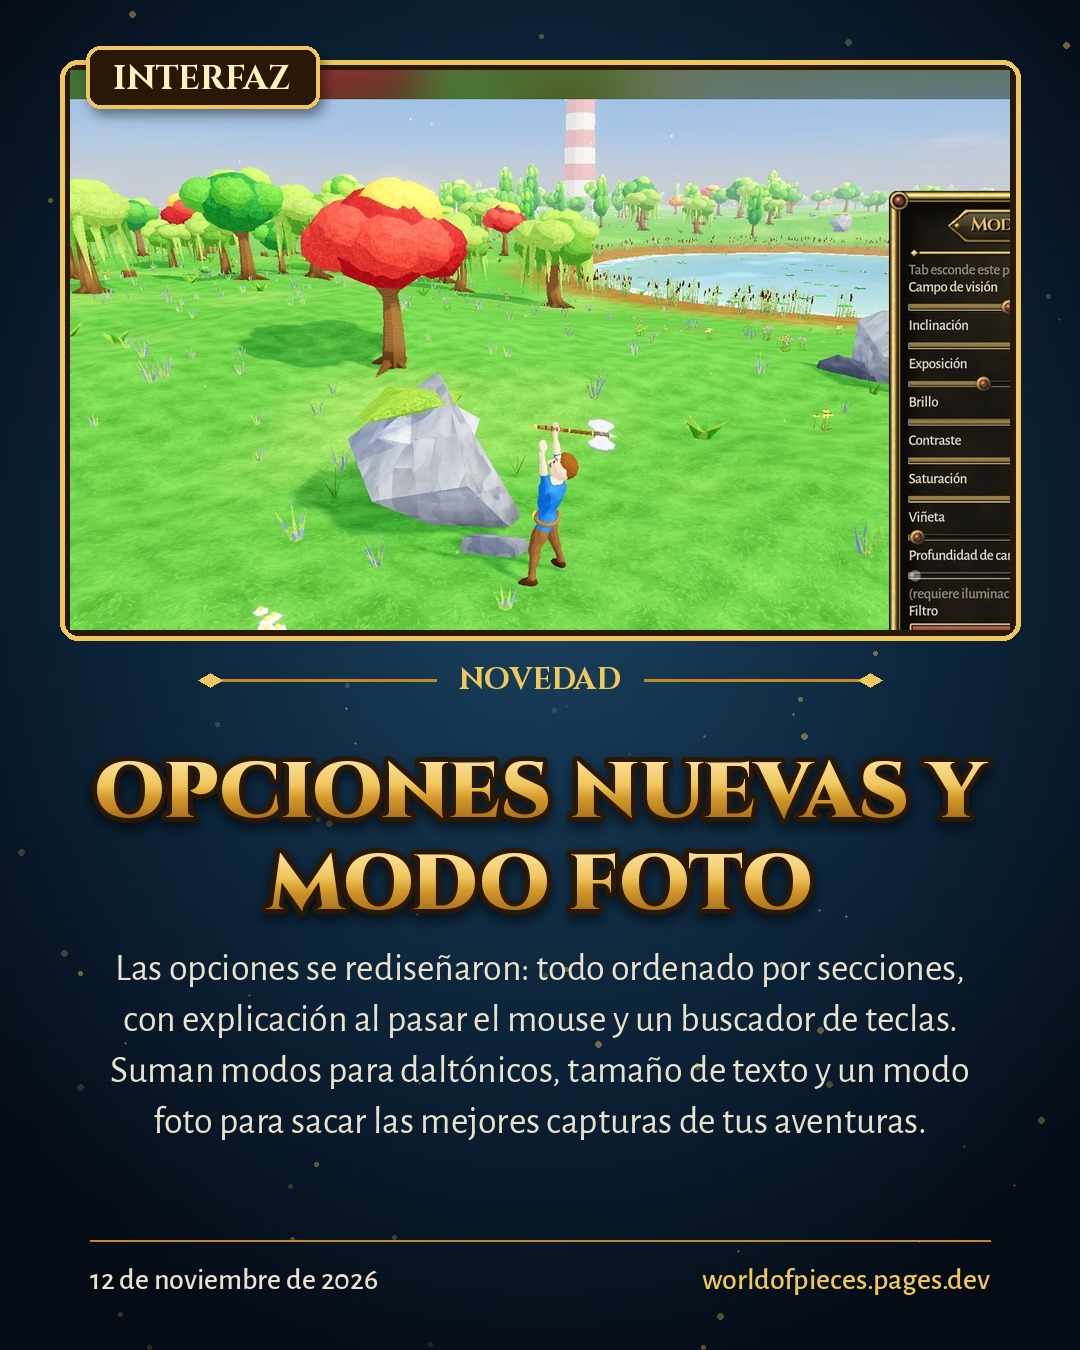 INTERFAZ
Tab esconde este
Campo de visión
Inclinación
Exposición
Brillo
Contraste
Saturación
Viñeta
Profundidad de
(requiere
Filtro
NOVEDAD
OPCIONES NUEVAS Y
MODO FOTO
Las opciones se rediseñaron: todo ordenado por secciones,
con explicación al pasar el mouse y un buscador de teclas.
Suman modos para daltónicos, tamaño de texto y un modo
foto para sacar las mejores capturas de tus aventuras.
12 de noviembre de 2026
worldofpieces.pages.dev